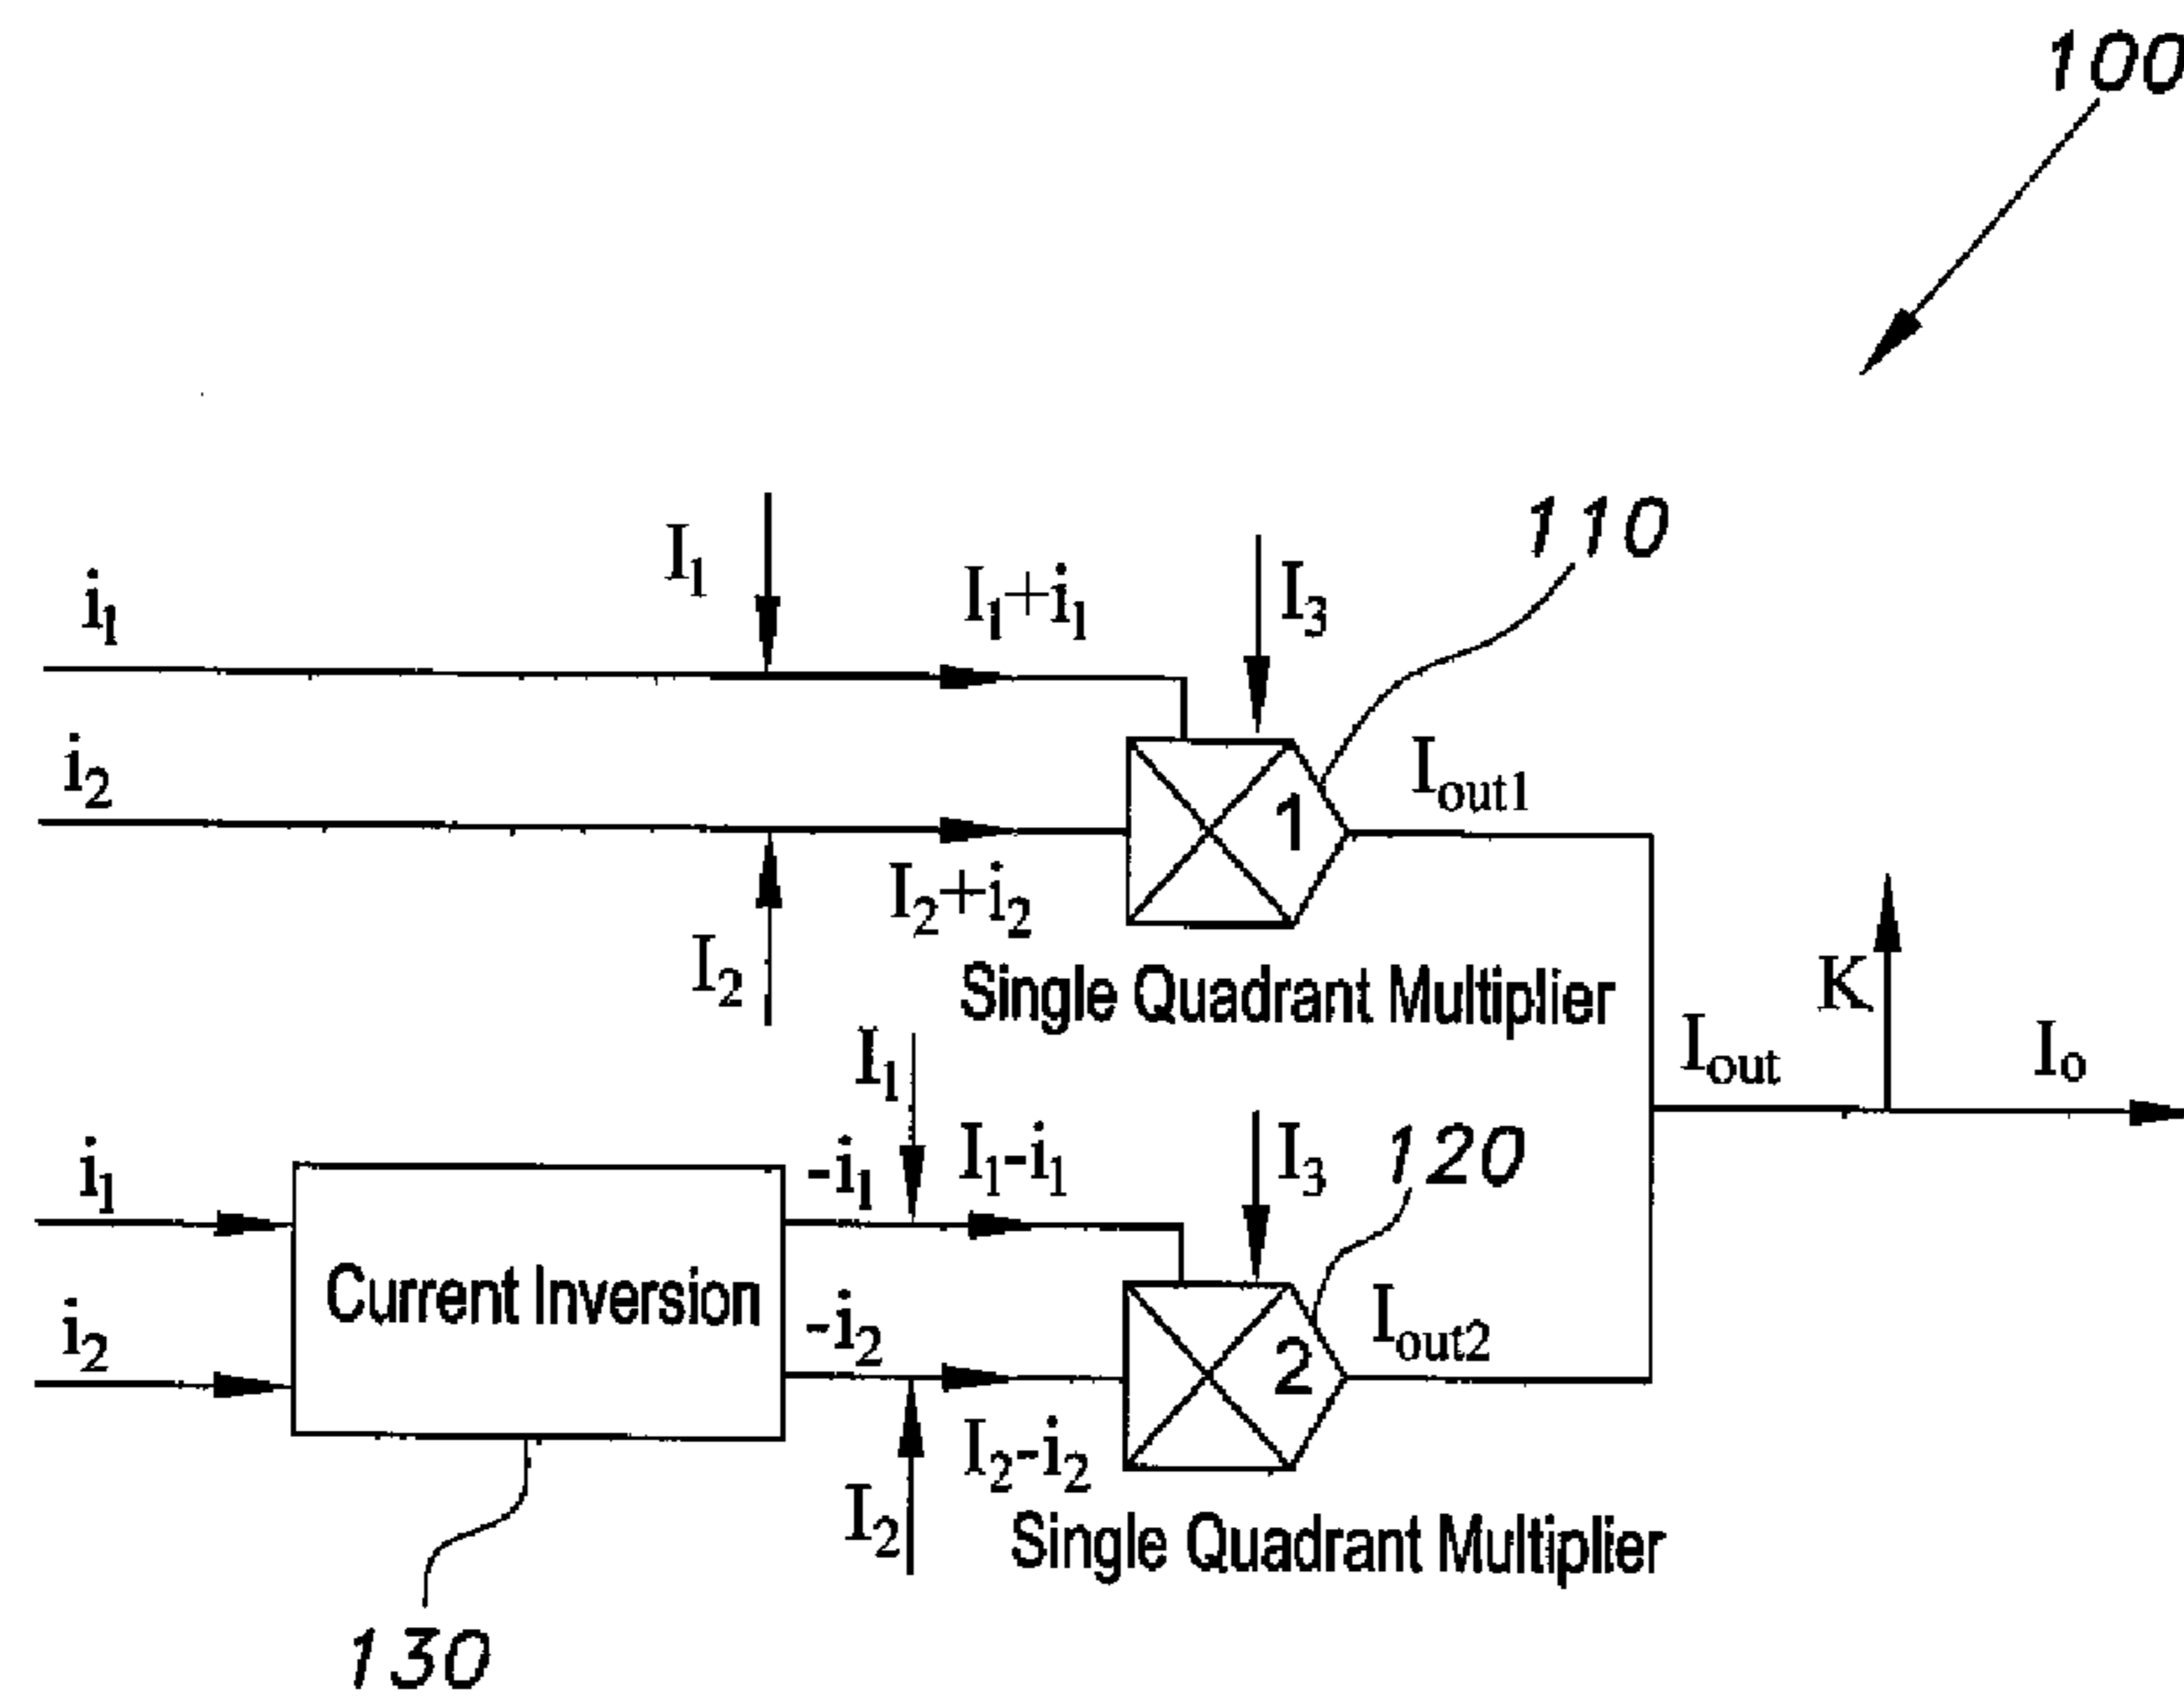 100
I₁
i₁
I₁+i₁
I₃
110
i₂
I₂+i₂
I₂
1
Iout1
Single Quadrant Multiplier
K
Iout
Io
I₁
i₁
-i₁
I₁-i₁
I₃
120
Current Inversion
i₂
-i₂
I₂-i₂
I₂
2
Iout2
Single Quadrant Multiplier
130